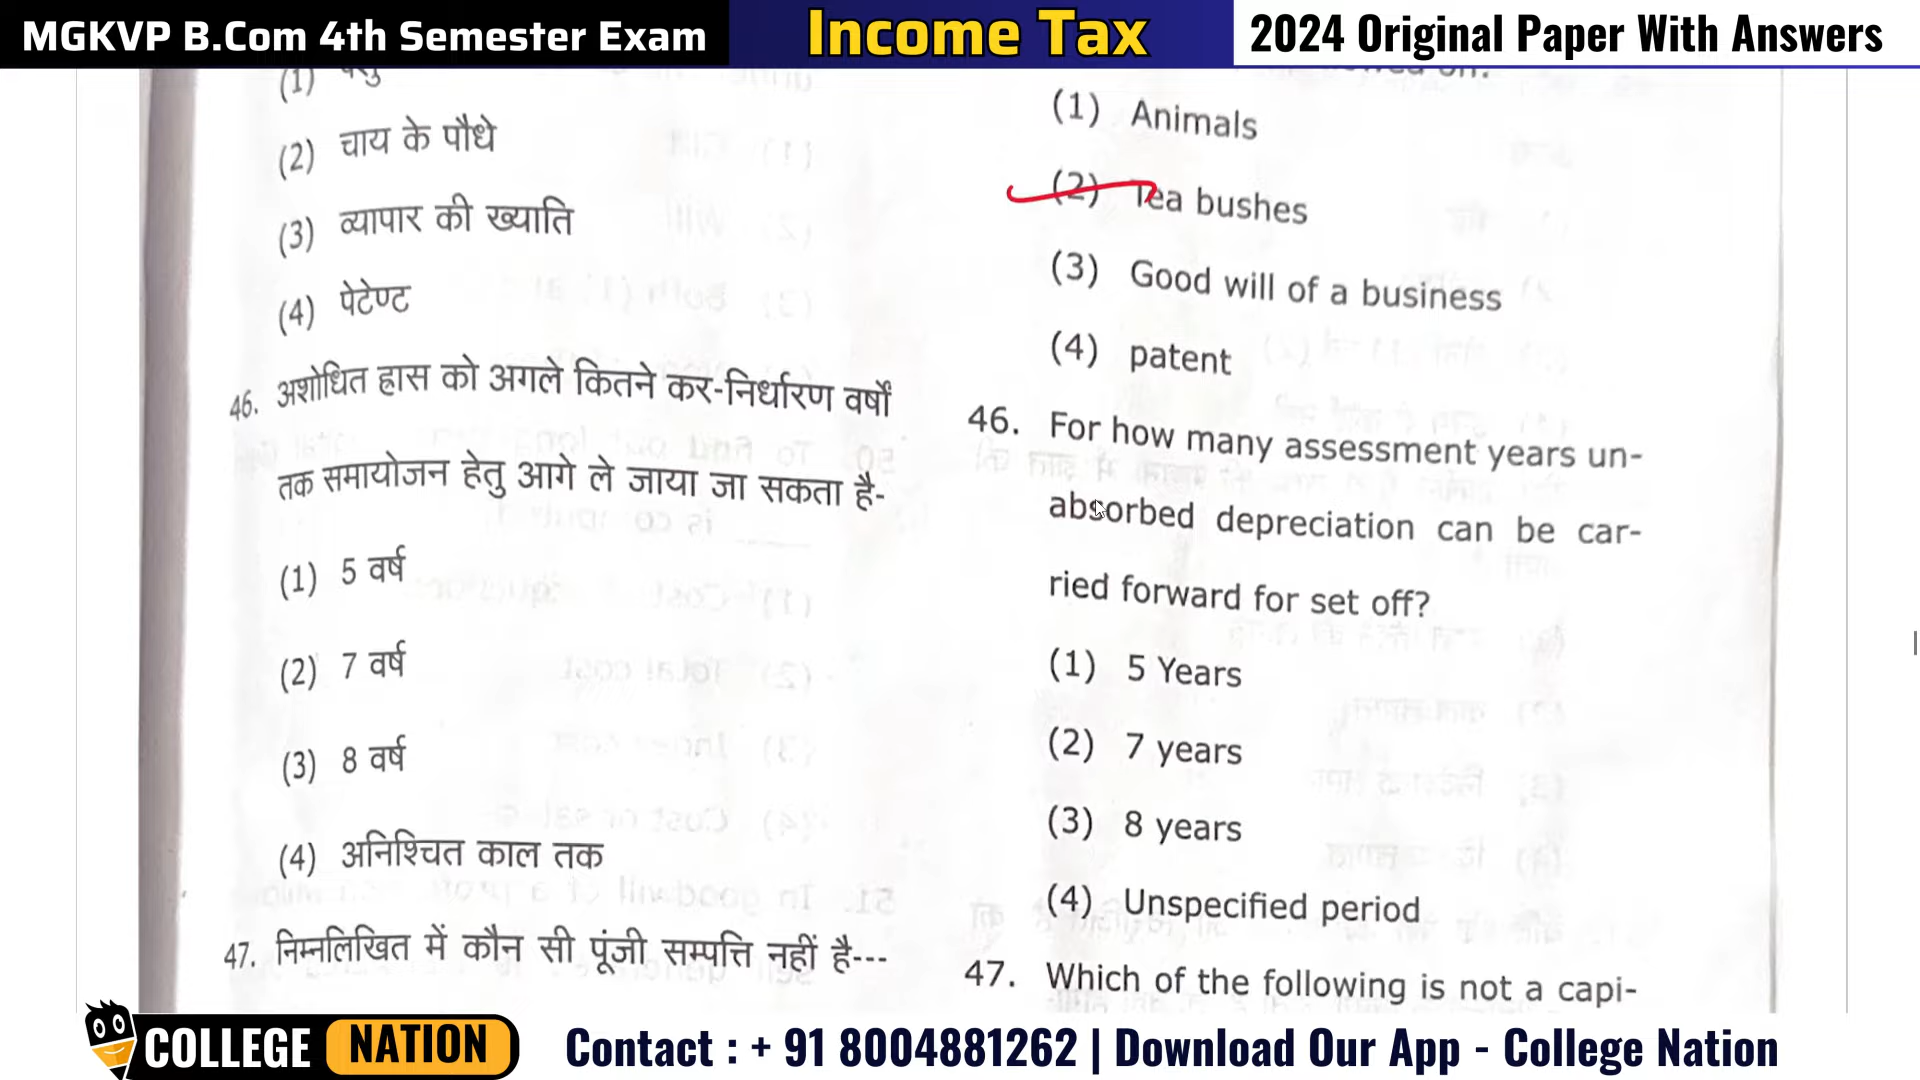 MGKVP B.Com 4th Semester Exam
Income Tax
2024 Original Paper With Answers
(1)
(2) चाय के पौधे
(3) व्यापार की ख्याति
(4) पेटेण्ट
46. अशोधित ह्रास को अगले कितने कर-निर्धारण वर्षों
तक समायोजन हेतु आगे ले जाया जा सकता है-
(1) 5 वर्ष
(2) 7 वर्ष
(3) 8 वर्ष
(4) अनिश्चित काल तक
47. निम्नलिखित में कौन सी पूंजी सम्पत्ति नहीं है---
(1) Animals
(2) Tea bushes
(3) Good will of a business
(4) patent
46. For how many assessment years un-
absorbed depreciation can be car-
ried forward for set off?
(1) 5 Years
(2) 7 years
(3) 8 years
(4) Unspecified period
47. Which of the following is not a capi-
COLLEGE NATION
Contact : + 91 8004881262 | Download Our App - College Nation